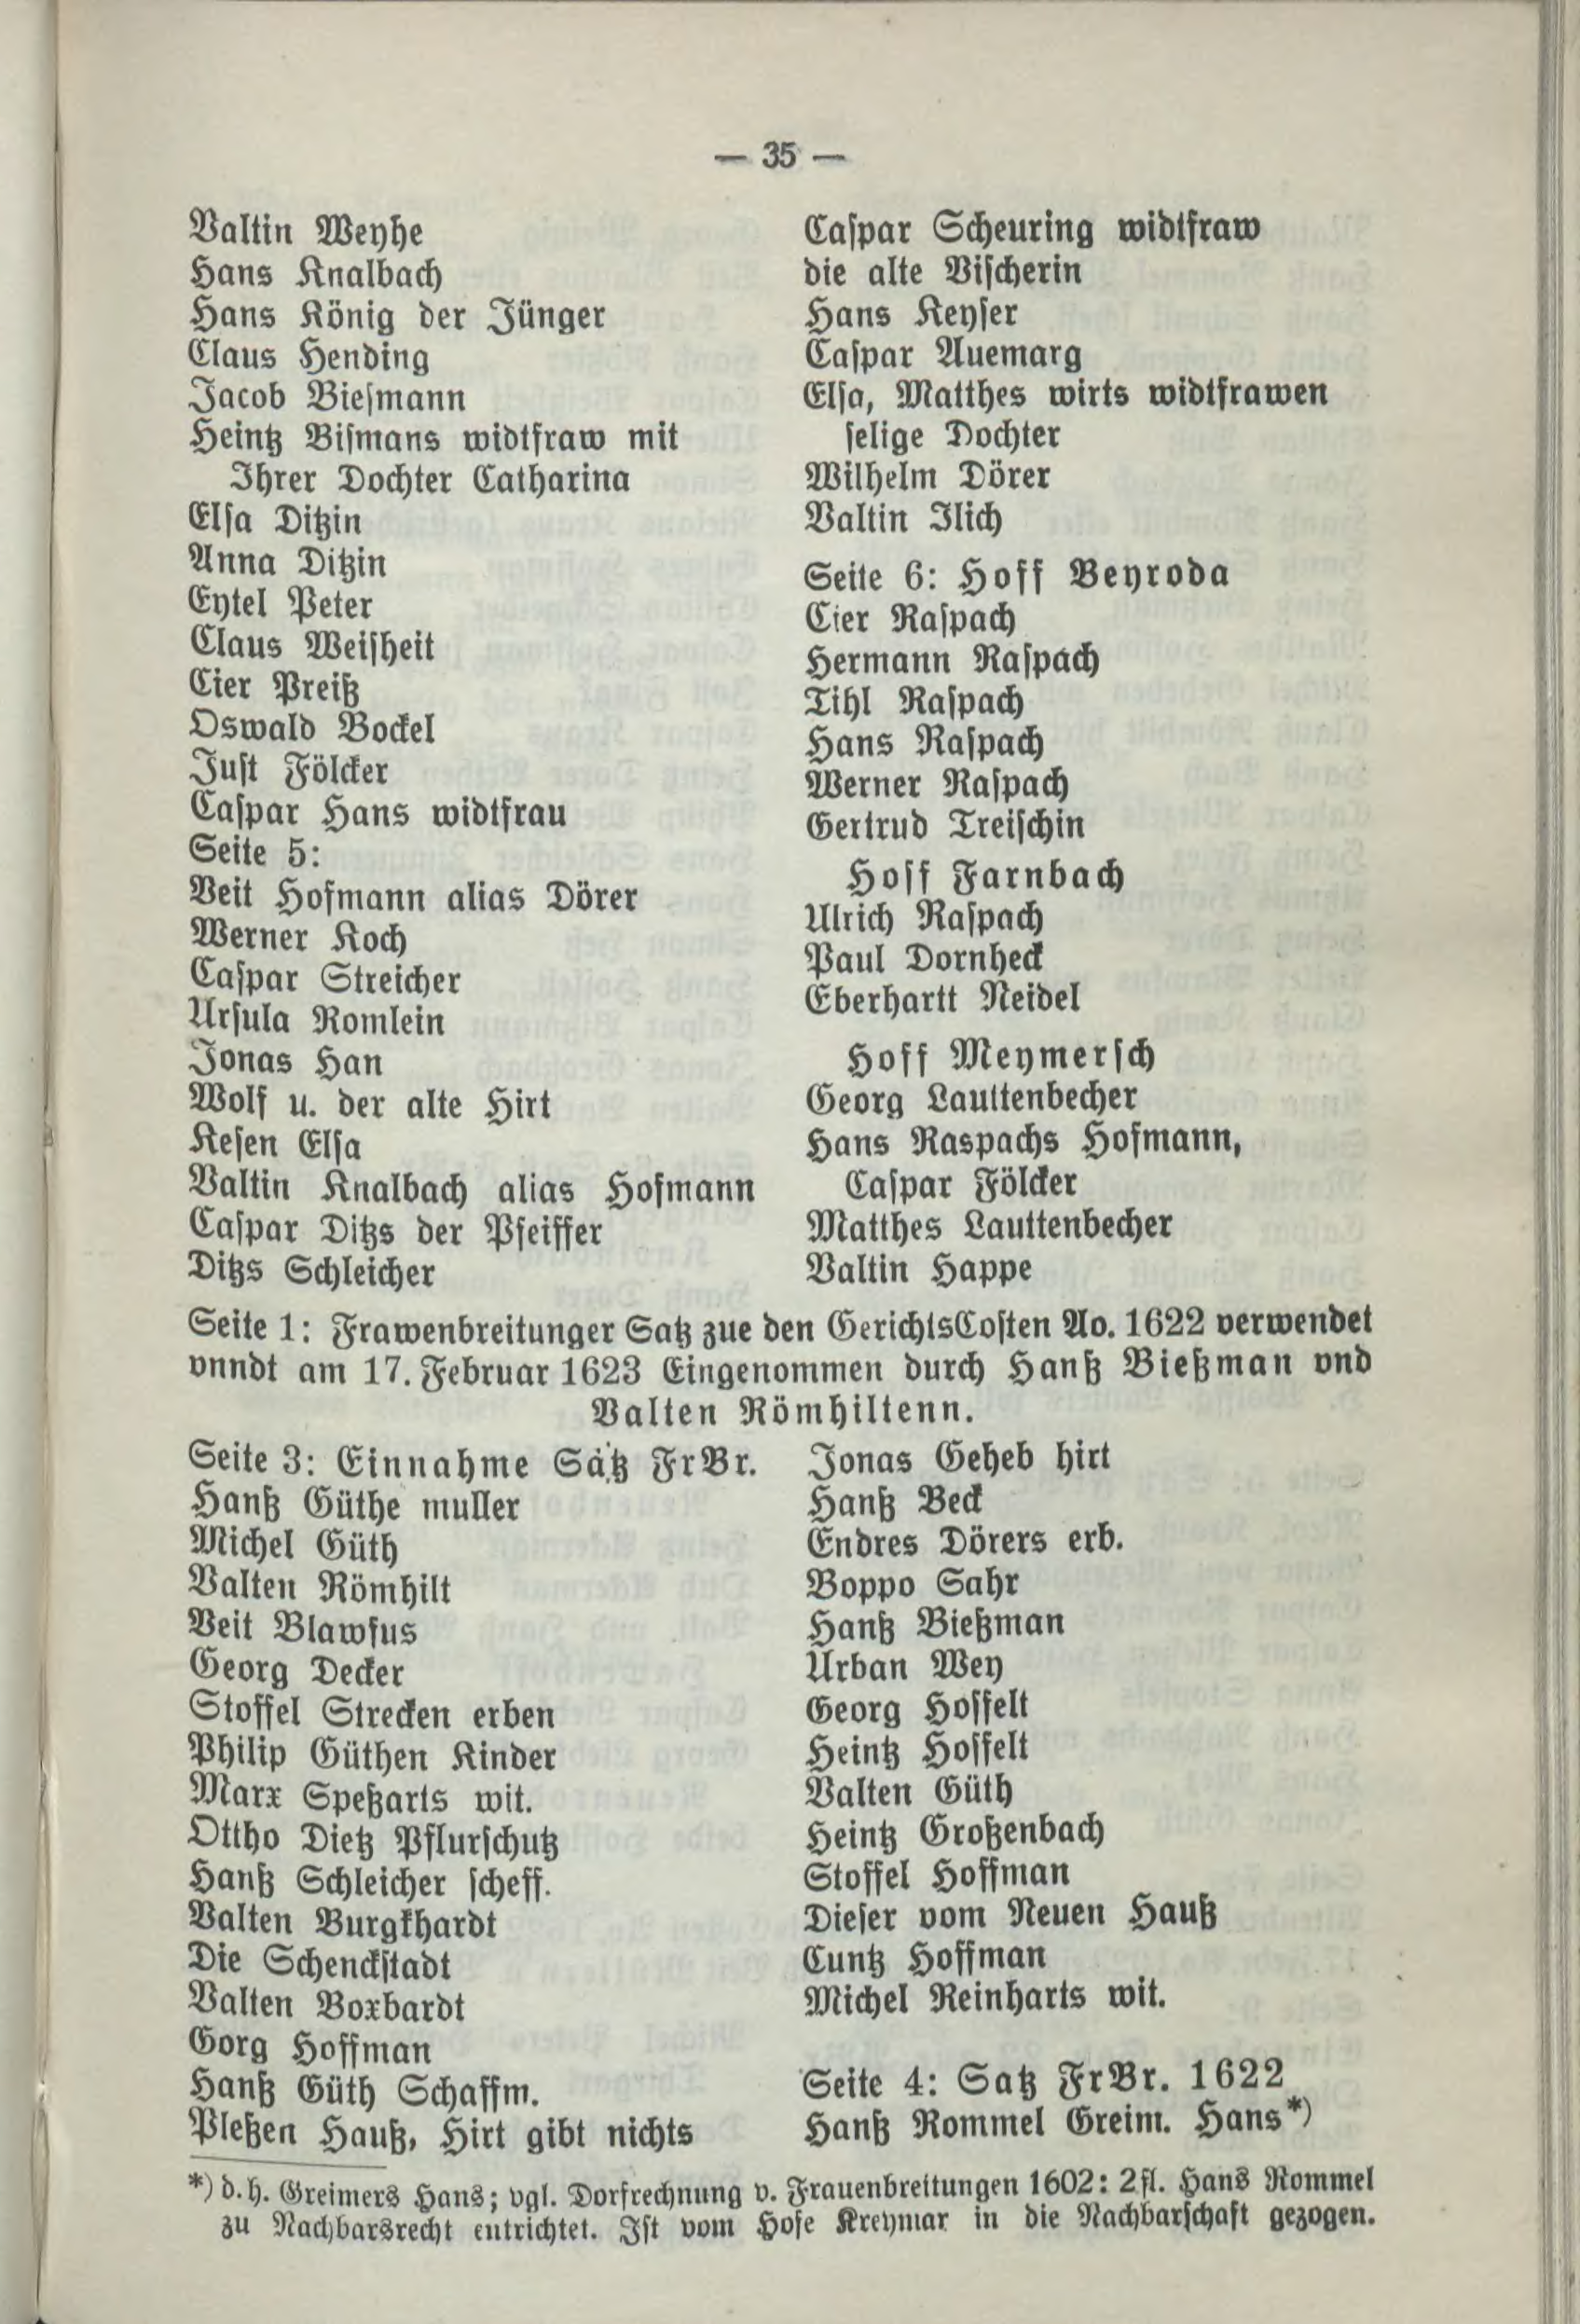 — 35 —
Valtin Weyhe
Hans Knalbach
Hans König der Jünger
Claus Hending
Jacob Biesmann
Heintz Bismans widtfraw mit
Ihrer Dochter Catharina
Elsa Ditzin
Anna Ditzin
Eytel Peter
Claus Weisheit
Cier Preiß
Oswald Bockel
Just Fölcker
Caspar Hans widtfrau
Seite 5:
Veit Hofmann alias Dörer
Werner Koch
Caspar Streicher
Ursula Romlein
Jonas Han
Wolf u. der alte Hirt
Kesen Elsa
Valtin Knalbach alias Hofmann
Caspar Ditzs der Pfeiffer
Ditzs Schleicher
Caspar Scheuring widtfraw
die alte Vischerin
Hans Keyser
Caspar Auemarg
Elsa, Matthes wirts widtfrawen
selige Dochter
Wilhelm Dörer
Valtin Ilich
Seite 6: Hoff Beyroda
Cier Raspach
Hermann Raspach
Tihl Raspach
Hans Raspach
Werner Raspach
Gertrud Treischin
Hoff Farnbach
Ulrich Raspach
Paul Dornheck
Eberhartt Neidel
Hoff Meymersch
Georg Lauttenbecher
Hans Raspachs Hofmann,
Caspar Fölcker
Matthes Lauttenbecher
Valtin Happe
Seite 1: Frawenbreitunger Satz zue den GerichtsCosten Ao. 1622 verwendet
vnndt am 17. Februar 1623 Eingenommen durch Hanß Bießman vnd
Valten Römhiltenn.
Seite 3: Einnahme Sätz FrBr.
Hanß Güthe muller
Michel Güth
Valten Römhilt
Veit Blawfus
Georg Decker
Stoffel Strecken erben
Philip Güthen Kinder
Marx Speßarts wit.
Ottho Dietz Pflurschutz
Hanß Schleicher scheff.
Valten Burgkhardt
Die Schenckstadt
Valten Boxbardt
Gorg Hoffman
Hanß Güth Schaffm.
Pleßen Hauß, Hirt gibt nichts
Jonas Geheb hirt
Hanß Beck
Endres Dörers erb.
Boppo Sahr
Hanß Bießman
Urban Wey
Georg Hoffelt
Heintz Hoffelt
Valten Güth
Heintz Großenbach
Stoffel Hoffman
Dieser vom Neuen Hauß
Cuntz Hoffman
Michel Reinharts wit.
Seite 4: Satz FrBr. 1622
Hanß Rommel Greim. Hans*)
*) d. h. Greimers Hans; vgl. Dorfrechnung v. Frauenbreitungen 1602: 2 fl. Hans Rommel
zu Nachbarsrecht entrichtet. Ist vom Hofe Kreymar in die Nachbarschaft gezogen.